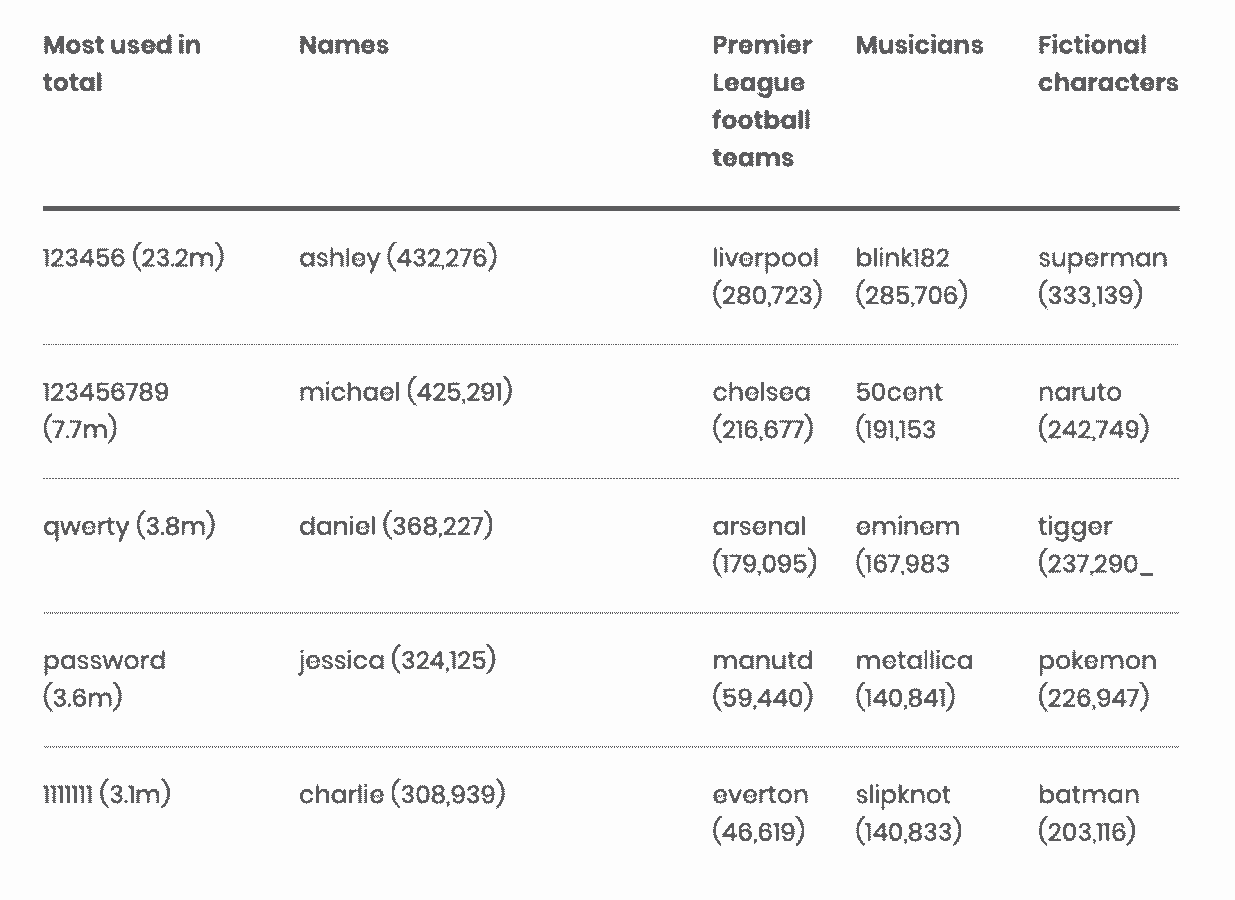 Most used in Names Premier Musicians Fictional
total League characters
football
teams
123456 (23.2m) ashley (432,276) liverpool blink182 superman
(280,723) (285,706) (333,139)
123456789 michael (425,291) chelsea 50cent naruto
(7.7m) (216,677) (191,153 (242,749)
qwerty (3.8m) daniel (368,227) arsenal eminem tigger
(179,095) (167,983 (237,290_
password jessica (324,125) manutd metallica pokemon
(3.6m) (59,440) (140,841) (226,947)
1111111 (3.1m) charlie (308,939) everton slipknot batman
(46,619) (140,833) (203,116)